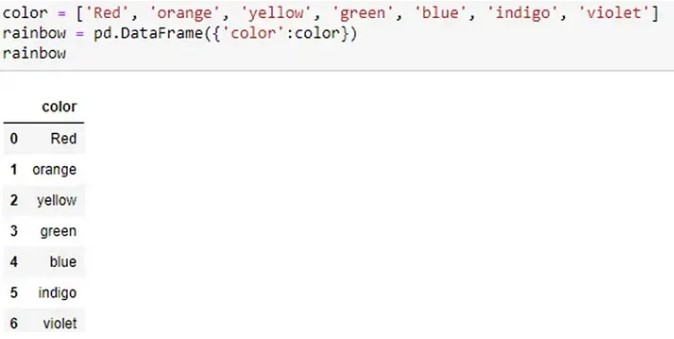 color = ['Red', 'orange', 'yellow', 'green', 'blue', 'indigo', 'violet']
rainbow = pd.DataFrame({'color':color})
rainbow
color
0 Red
1 orange
2 yellow
3 green
4 blue
5 indigo
6 violet